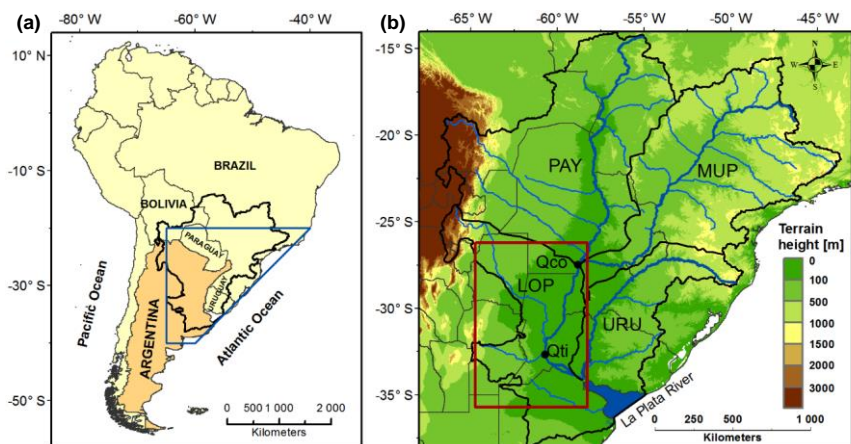 (a)
-80° W
-60° W
-40° W
10° N
-10° S
-30° S
-50° S
BRAZIL
BOLIVIA
PARAGUAY
URUGUAY
ARGENTINA
Pacific Ocean
Atlantic Ocean
0 500 1 000 2 000
Kilometers
(b)
-65° W
-60° W
-55° W
-50° W
-45° W
-15° S
-20° S
-25° S
-30° S
-35° S
N
W E
S
PAY
MUP
Qco
LOP
URU
Qti
La Plata River
Terrain
height [m]
0
100
500
1000
1500
2000
3000
0 250 500 1000
Kilometers